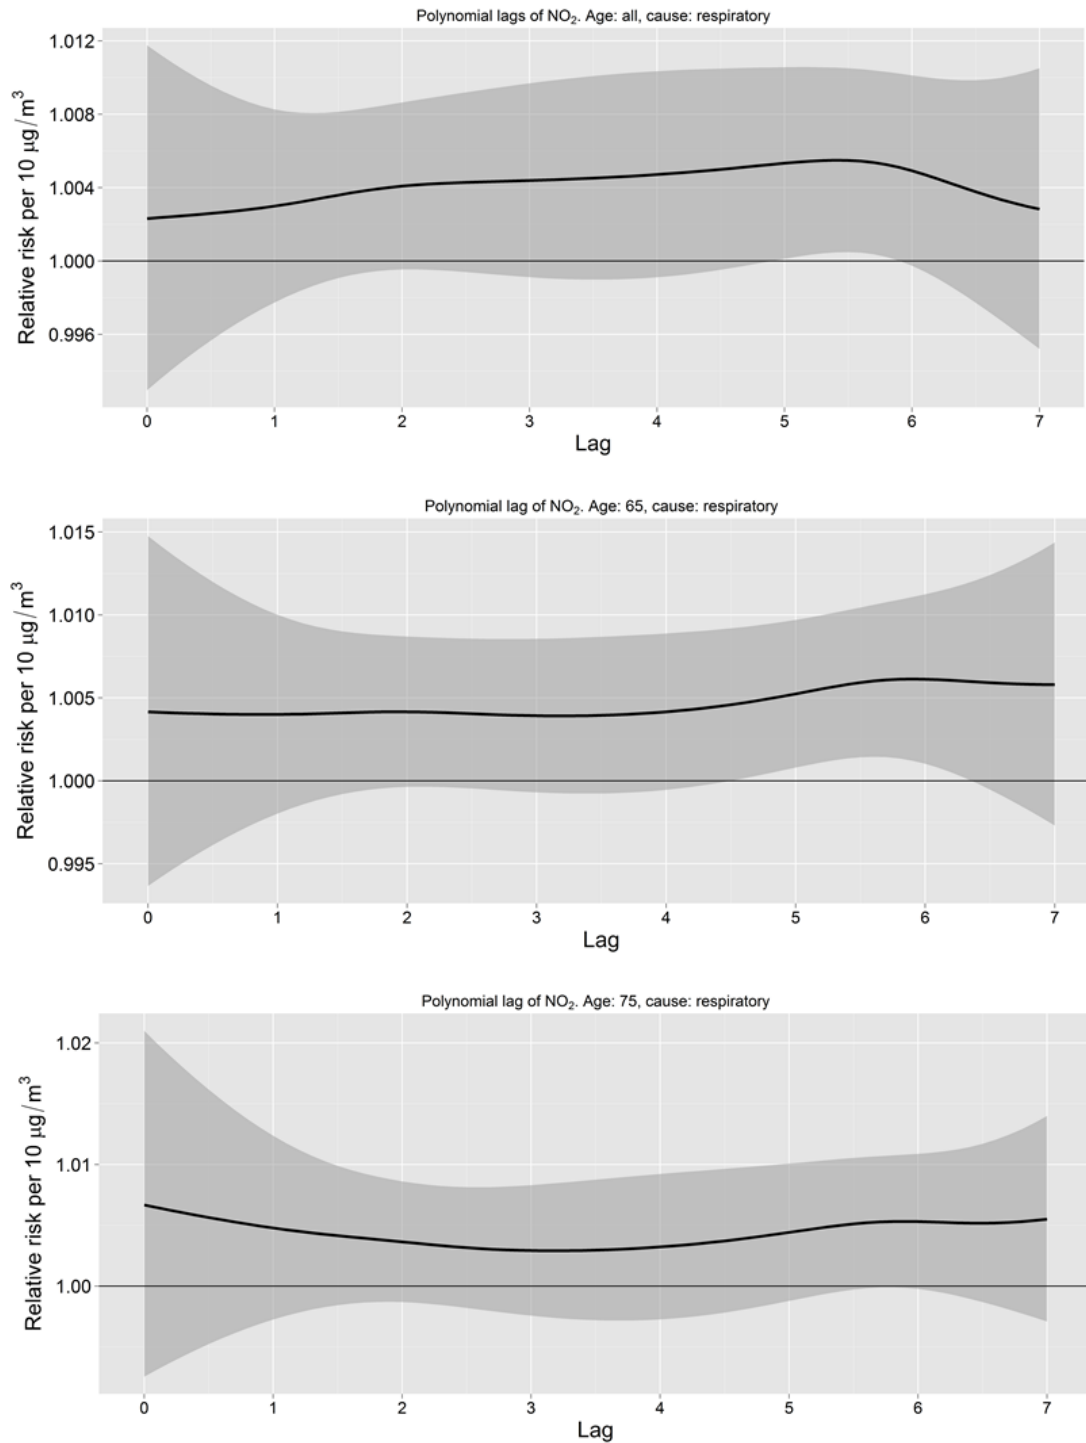 Polynomial lags of NO₂. Age: all, cause: respiratory
Relative risk per 10 μg/m³
1.012
1.008
1.004
1.000
0.996
0 1 2 3 4 5 6 7
Lag
Polynomial lag of NO₂. Age: 65, cause: respiratory
Relative risk per 10 μg/m³
1.015
1.010
1.005
1.000
0.995
0 1 2 3 4 5 6 7
Lag
Polynomial lag of NO₂. Age: 75, cause: respiratory
Relative risk per 10 μg/m³
1.02
1.01
1.00
0 1 2 3 4 5 6 7
Lag